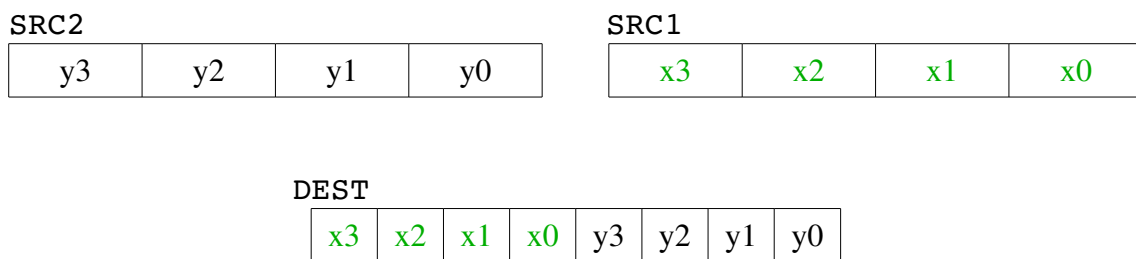 SRC2 SRC1
y3 y2 y1 y0 x3 x2 x1 x0
DEST
x3 x2 x1 x0 y3 y2 y1 y0